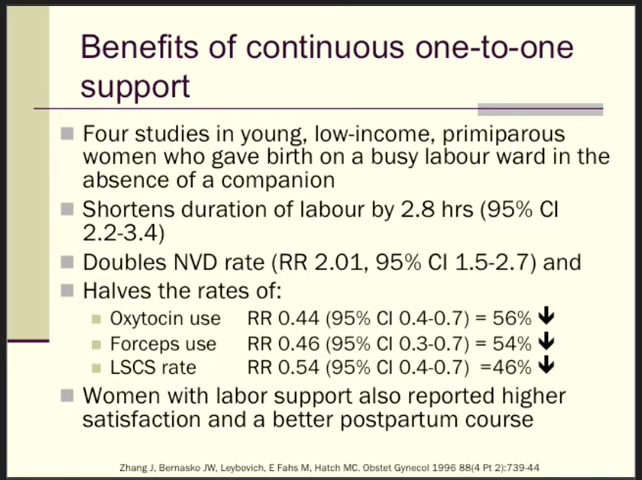 Benefits of continuous one-to-one
support
Four studies in young, low-income, primiparous
women who gave birth on a busy labour ward in the
absence of a companion
Shortens duration of labour by 2.8 hrs (95% CI
2.2-3.4)
Doubles NVD rate (RR 2.01, 95% CI 1.5-2.7) and
Halves the rates of:
Oxytocin use RR 0.44 (95% CI 0.4-0.7) = 56% 🡻
Forceps use RR 0.46 (95% CI 0.3-0.7) = 54% 🡻
LSCS rate RR 0.54 (95% CI 0.4-0.7) =46% 🡻
Women with labor support also reported higher
satisfaction and a better postpartum course
Zhang J, Bernasko JW, Leybovich, E Fahs M, Hatch MC. Obstet Gynecol 1996 88(4 Pt 2):739-44